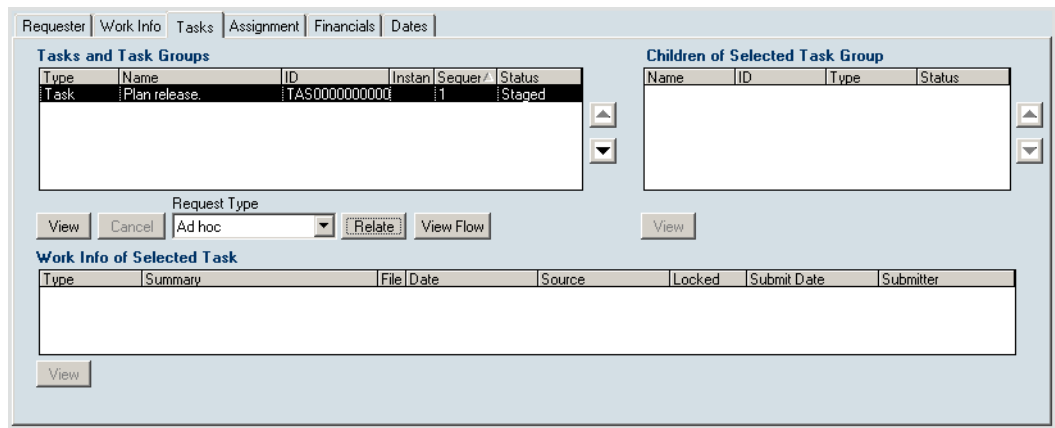 Requester Work Info Tasks Assignment Financials Dates
Tasks and Task Groups
Type Name ID Instan Sequer Status
Task Plan release. TAS0000000000 1 Staged
Children of Selected Task Group
Name ID Type Status
Request Type
View Cancel Ad hoc Relate View Flow
View
Work Info of Selected Task
Type Summary File Date Source Locked Submit Date Submitter
View